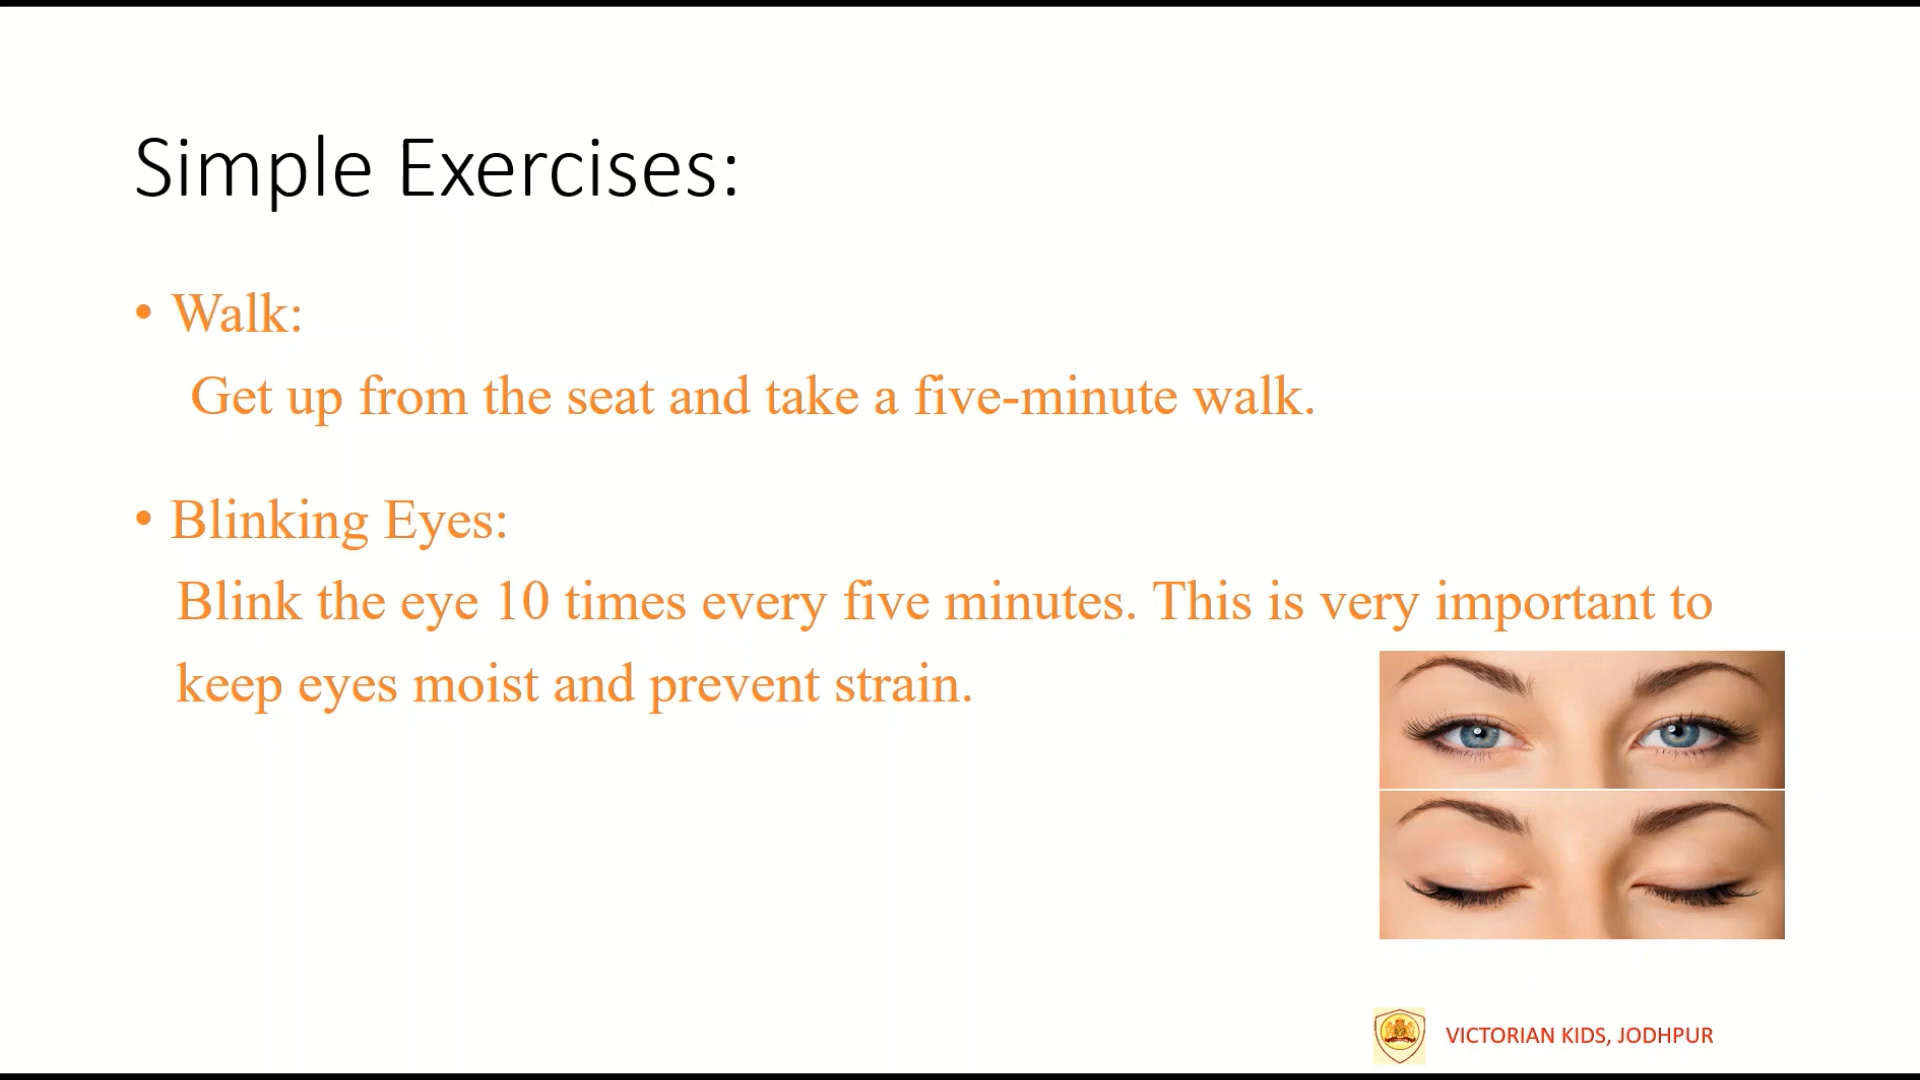 Simple Exercises:
• Walk:
Get up from the seat and take a five-minute walk.
• Blinking Eyes:
Blink the eye 10 times every five minutes. This is very important to
keep eyes moist and prevent strain.
VICTORIAN KIDS, JODHPUR